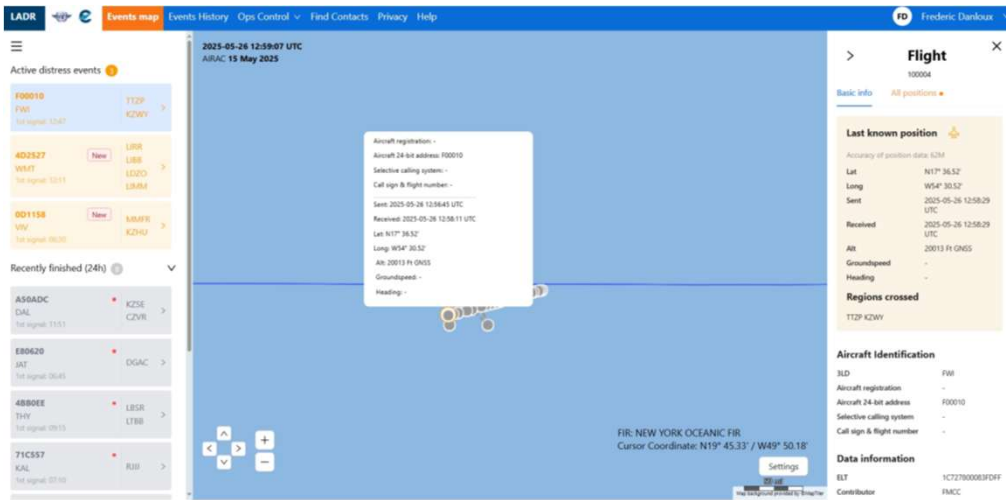 LADR
Events map
Events History
Ops Control
Find Contacts
Privacy
Help
FD
Frederic Danloux
Active distress events
F00010
FWI
1st signal: 12:47
TTZP
KZWY
4D2527
New
WMT
1st signal: 11:11
LIRR
LIBB
LDZO
LIMM
0D1158
New
VIV
1st signal: 08:20
MMFR
KZHU
Recently finished (24h)
A50ADC
DAL
1st signal: 11:51
KZSE
CZVR
E80620
JAT
1st signal: 06:45
DGAC
4BB0EE
THY
1st signal: 09:15
LBSR
LTBB
71C557
KAL
1st signal: 07:10
RJJJ
2025-05-26 12:59:07 UTC
AIRAC 15 May 2025
Aircraft registration: -
Aircraft 24-bit address: F00010
Selective calling system: -
Call sign & flight number: -
Sent: 2025-05-26 12:56:45 UTC
Received: 2025-05-26 12:58:11 UTC
Lat: N17° 36.52'
Long: W54° 30.52'
Alt: 20013 Ft GNSS
Groundspeed: -
Heading: -
FIR: NEW YORK OCEANIC FIR
Cursor Coordinate: N19° 45.33' / W49° 50.18'
Settings
Map background provided by ©MapTiler
Flight
100004
Basic info
All positions
Last known position
Accuracy of position data: 62M
Lat N17° 36.52'
Long W54° 30.52'
Sent 2025-05-26 12:58:29
UTC
Received 2025-05-26 12:58:29
UTC
Alt 20013 Ft GNSS
Groundspeed -
Heading -
Regions crossed
TTZP KZWY
Aircraft Identification
3LD FWI
Aircraft registration -
Aircraft 24-bit address F00010
Selective calling system -
Call sign & flight number -
Data information
ELT 1C727800083FDFF
Contributor FMCC